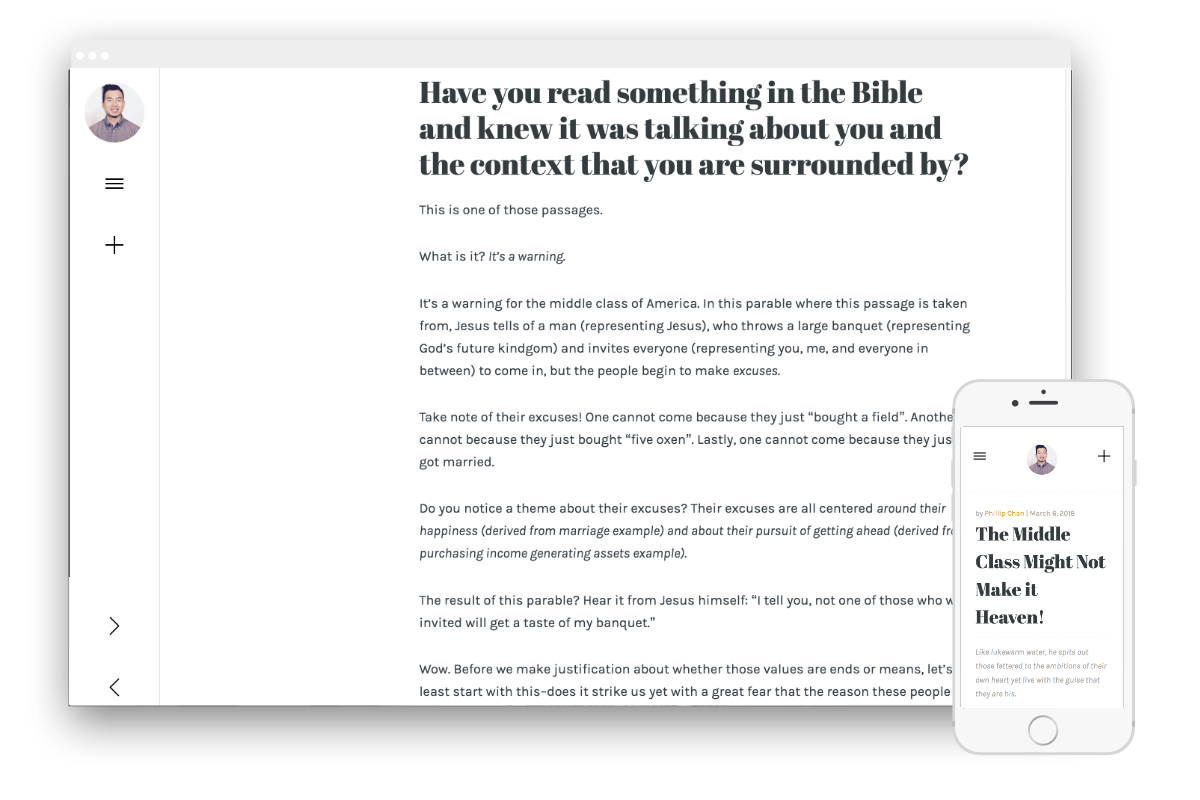 Have you read something in the Bible
and knew it was talking about you and
the context that you are surrounded by?
This is one of those passages.
What is it? It's a warning.
It's a warning for the middle class of America. In this parable where this passage is taken
from, Jesus tells of a man (representing Jesus), who throws a large banquet (representing
God's future kindgom) and invites everyone (representing you, me, and everyone in
between) to come in, but the people begin to make excuses.
Take note of their excuses! One cannot come because they just “bought a field”. Anothe
cannot because they just bought “five oxen”. Lastly, one cannot come because they jus
got married.
Do you notice a theme about their excuses? Their excuses are all centered around their
happiness (derived from marriage example) and about their pursuit of getting ahead (derived fr
purchasing income generating assets example).
The result of this parable? Hear it from Jesus himself: “I tell you, not one of those who w
invited will get a taste of my banquet.”
Wow. Before we make justification about whether those values are ends or means, let's
least start with this–does it strike us yet with a great fear that the reason these people
by Phillip Chan | March 6, 2018
The Middle
Class Might Not
Make it
Heaven!
Like lukewarm water, he spits out
those fettered to the ambitions of their
own heart yet live with the guise that
they are his.